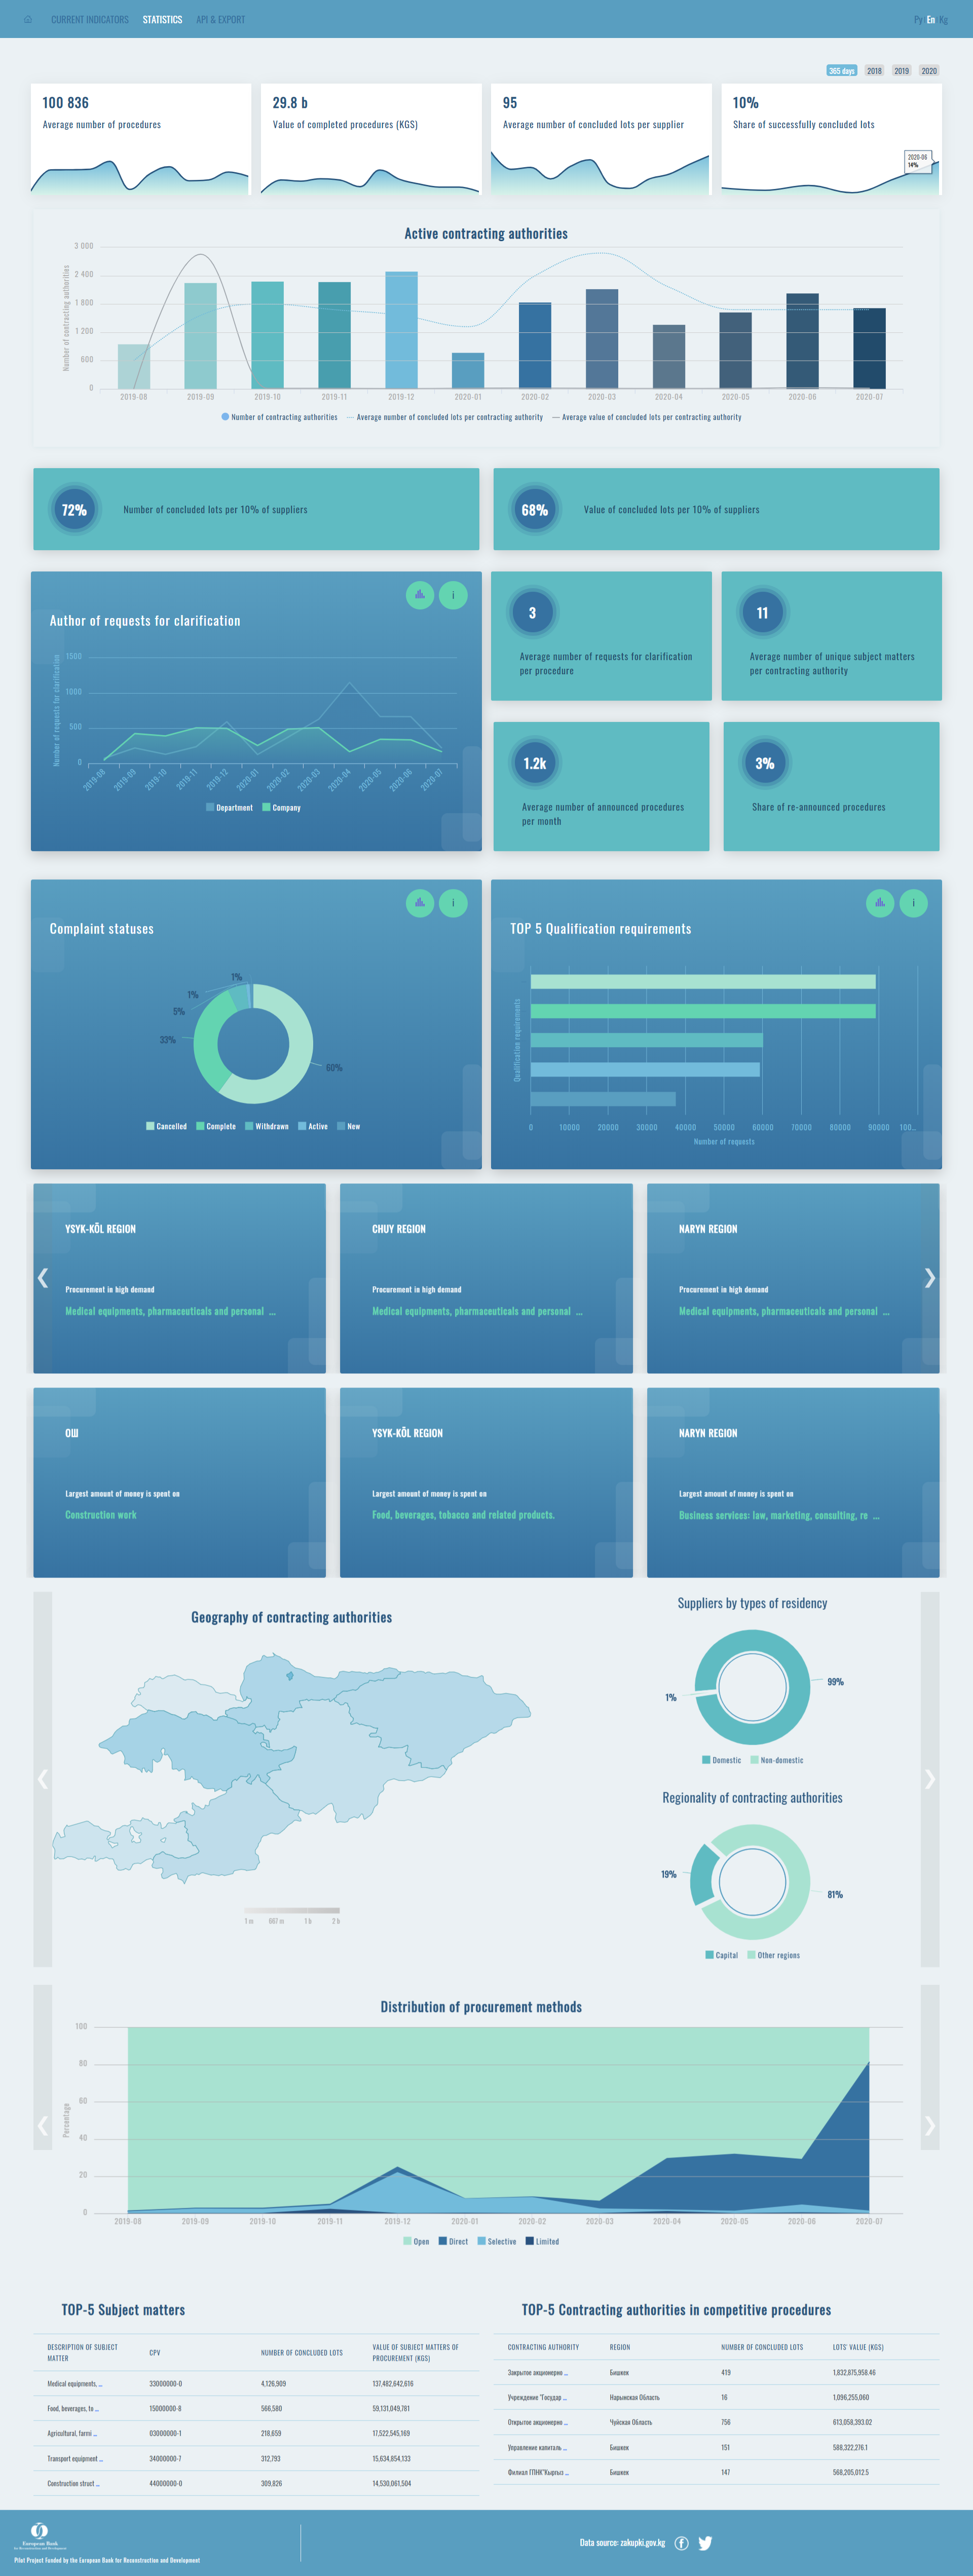 CURRENT INDICATORS STATISTICS API & EXPORT Ру En Kg
365 days 2018 2019 2020
100 836
Average number of procedures
29.8 b
Value of completed procedures (KGS)
95
Average number of concluded lots per supplier
10%
Share of successfully concluded lots
2020-06
14%
Active contracting authorities
Number of contracting authorities
3 000
2 400
1 800
1 200
600
0
2019-08 2019-09 2019-10 2019-11 2019-12 2020-01 2020-02 2020-03 2020-04 2020-05 2020-06 2020-07
Number of contracting authorities Average number of concluded lots per contracting authority Average value of concluded lots per contracting authority
72%
Number of concluded lots per 10% of suppliers
68%
Value of concluded lots per 10% of suppliers
i
Author of requests for clarification
Number of requests for clarification
1500
1000
500
0
2019-08 2019-09 2019-10 2019-11 2019-12 2020-01 2020-02 2020-03 2020-04 2020-05 2020-06 2020-07
Department Company
3
Average number of requests for clarification
per procedure
11
Average number of unique subject matters
per contracting authority
1.2k
Average number of announced procedures
per month
3%
Share of re-announced procedures
i
Complaint statuses
1%
1%
5%
33%
60%
Cancelled Complete Withdrawn Active New
i
TOP 5 Qualification requirements
Qualification requirements
0 10000 20000 30000 40000 50000 60000 70000 80000 90000 100...
Number of requests
YSYK-KÖL REGION
Procurement in high demand
Medical equipments, pharmaceuticals and personal ...
CHUY REGION
Procurement in high demand
Medical equipments, pharmaceuticals and personal ...
NARYN REGION
Procurement in high demand
Medical equipments, pharmaceuticals and personal ...
ОШ
Largest amount of money is spent on
Construction work
YSYK-KÖL REGION
Largest amount of money is spent on
Food, beverages, tobacco and related products.
NARYN REGION
Largest amount of money is spent on
Business services: law, marketing, consulting, re ...
Geography of contracting authorities
1 m 667 m 1 b 2 b
Suppliers by types of residency
99%
1%
Domestic Non-domestic
Regionality of contracting authorities
19%
81%
Capital Other regions
Distribution of procurement methods
Percentage
100
80
60
40
20
0
2019-08 2019-09 2019-10 2019-11 2019-12 2020-01 2020-02 2020-03 2020-04 2020-05 2020-06 2020-07
Open Direct Selective Limited
TOP-5 Subject matters
DESCRIPTION OF SUBJECT MATTER CPV NUMBER OF CONCLUDED LOTS VALUE OF SUBJECT MATTERS OF PROCUREMENT (KGS)
Medical equipments, ... 33000000-0 4,126,909 137,482,642,616
Food, beverages, to ... 15000000-8 566,580 59,131,049,781
Agricultural, farmi ... 03000000-1 218,659 17,522,545,169
Transport equipment ... 34000000-7 312,793 15,634,854,133
Construction struct ... 44000000-0 309,826 14,530,061,504
TOP-5 Contracting authorities in competitive procedures
CONTRACTING AUTHORITY REGION NUMBER OF CONCLUDED LOTS LOTS' VALUE (KGS)
Закрытое акционерно ... Бишкек 419 1,832,875,958.46
Учреждение "Государ ... Нарынская Область 16 1,096,255,060
Открытое акционерно ... Чуйская Область 756 613,058,393.02
Управление капиталь ... Бишкек 151 588,322,276.1
Филиал ГПНК"Кыргыз ... Бишкек 147 568,205,012.5
European Bank
for Reconstruction and Development
Pilot Project Funded by the European Bank for Reconstruction and Development
Data source: zakupki.gov.kg